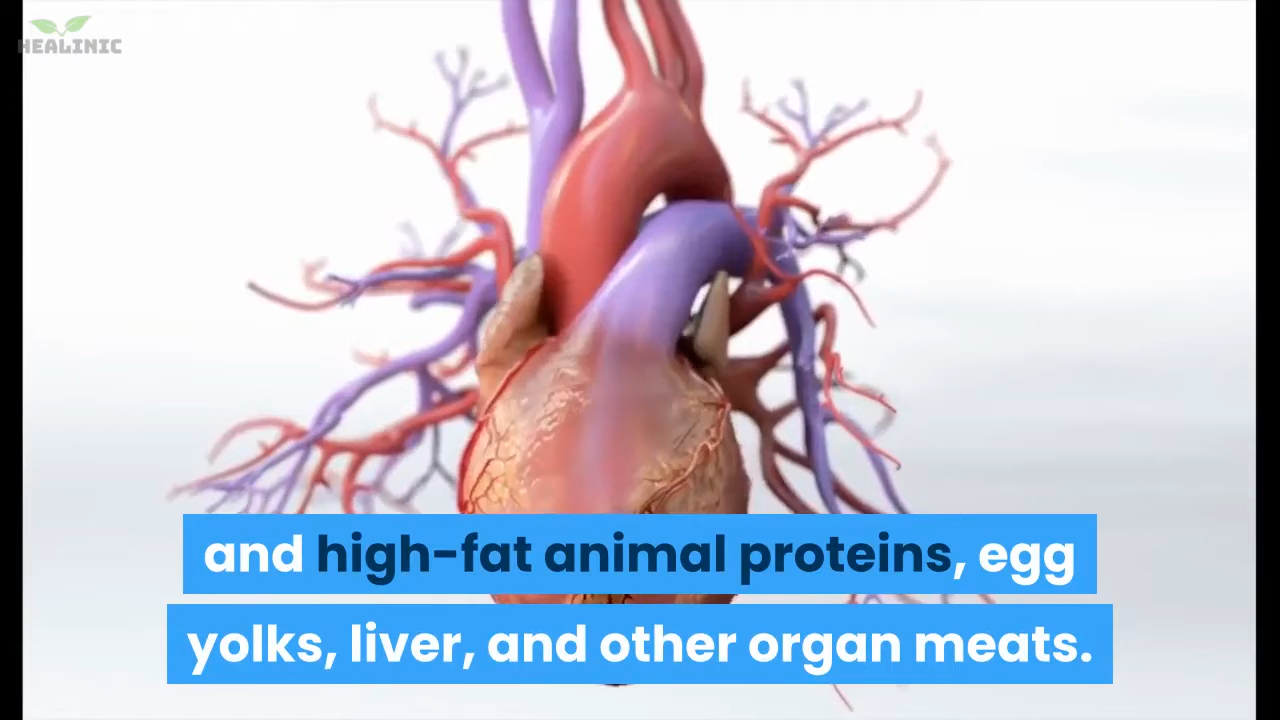 HEALINIC
and high-fat animal proteins, egg
yolks, liver, and other organ meats.